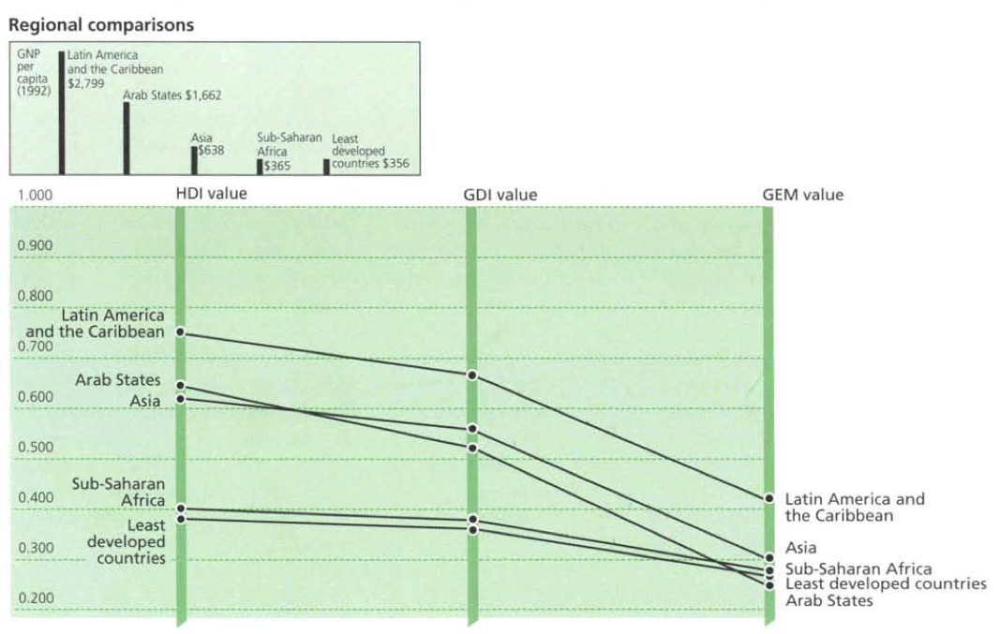 Regional comparisons
GNP
per
capita
(1992)
Latin America
and the Caribbean
$2,799
Arab States $1,662
Asia
$638
Sub-Saharan
Africa
$365
Least
developed
countries $356
HDI value
GDI value
GEM value
1.000
0.900
0.800
Latin America
and the Caribbean
0.700
Arab States
0.600
Asia
0.500
Sub-Saharan
0.400
Africa
Least
developed
0.300
countries
0.200
Latin America and
the Caribbean
Asia
Sub-Saharan Africa
Least developed countries
Arab States